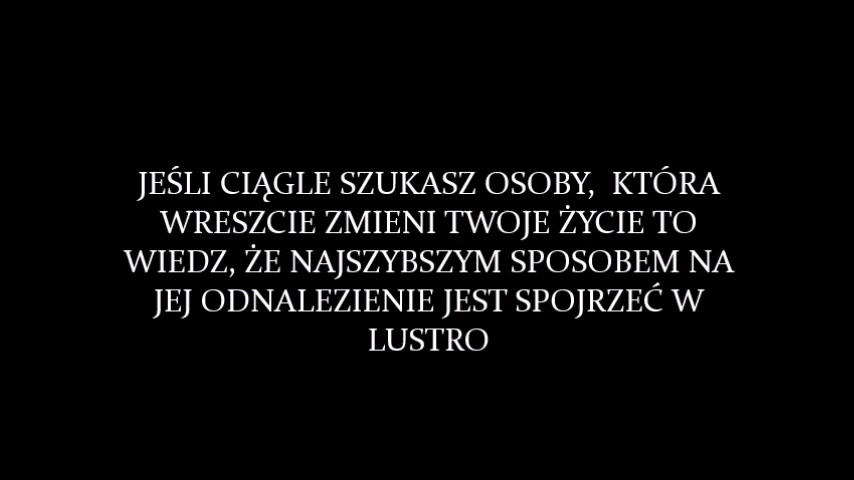 JEŚLI CIĄGLE SZUKASZ OSOBY,  KTÓRA
WRESZCIE ZMIENI TWOJE ŻYCIE TO
WIEDZ, ŻE NAJSZYBSZYM SPOSOBEM NA
JEJ ODNALEZIENIE JEST SPOJRZEĆ W
LUSTRO